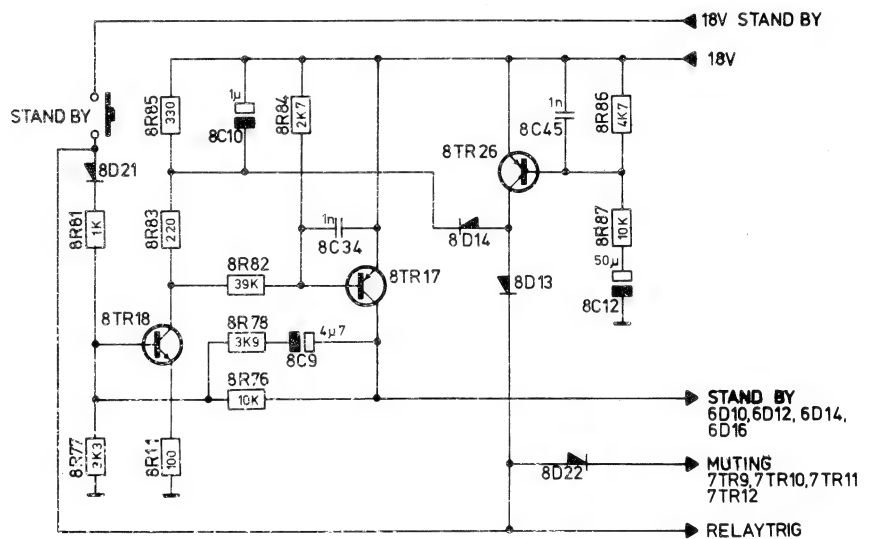 18V STAND BY
18V
STAND BY
8R85
330
1µ
8C10
8R84
2K7
1n
8C45
8R86
4K7
8TR26
8D21
8R81
1K
8R83
220
1n
8C34
8D14
8R87
10K
50µ
8C12
8R82
39K
8TR17
8D13
8TR18
8R78
3K9
4µ7
8C9
8R76
10K
8R77
3K3
8R11
100
STAND BY
6D10,6D12, 6D14,
6D16
8D22
MUTING
7TR9,7TR10,7TR11
7TR12
RELAYTRIG